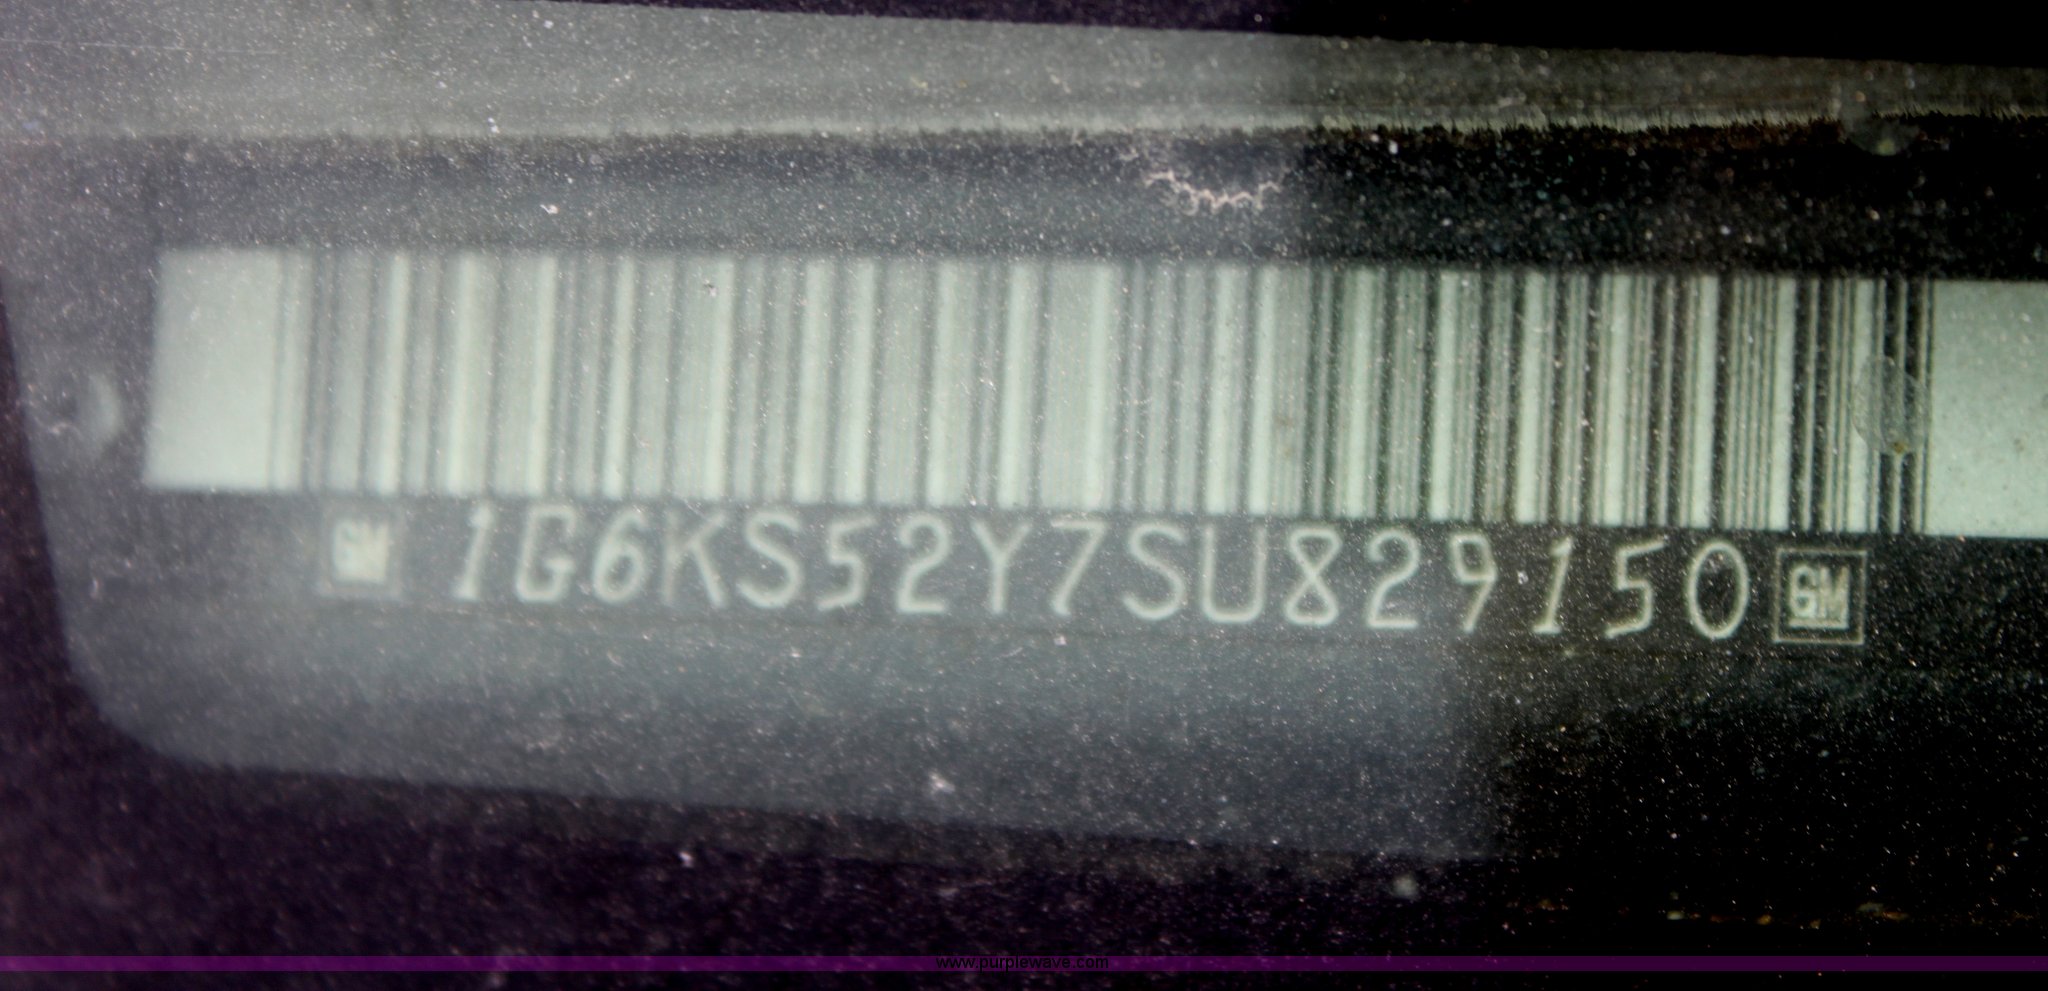 GM 1G6KS52Y7SU829150 GM
www.purplewave.com